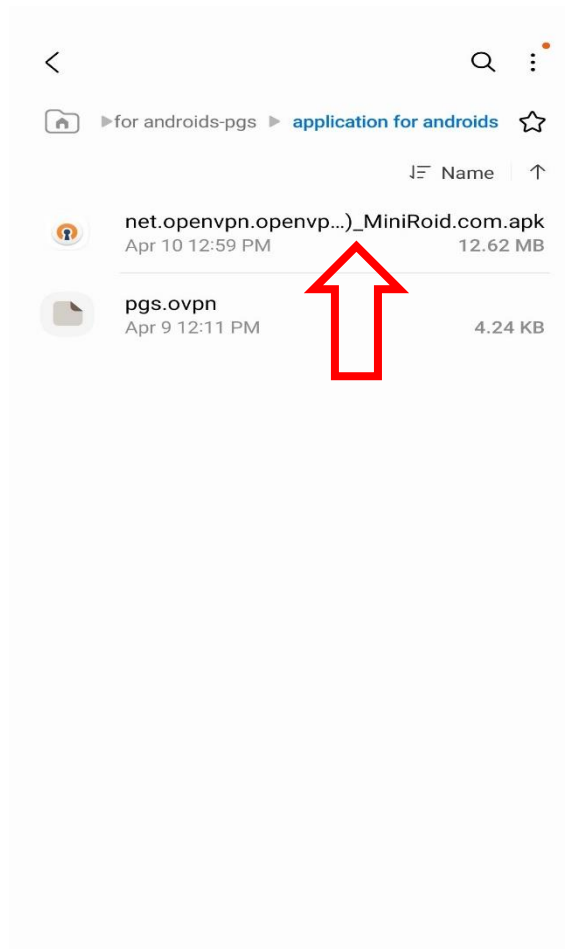 for androids-pgs application for androids
Name
net.openvpn.openvp...)_MiniRoid.com.apk
Apr 10 12:59 PM 12.62 MB
pgs.ovpn
Apr 9 12:11 PM 4.24 KB